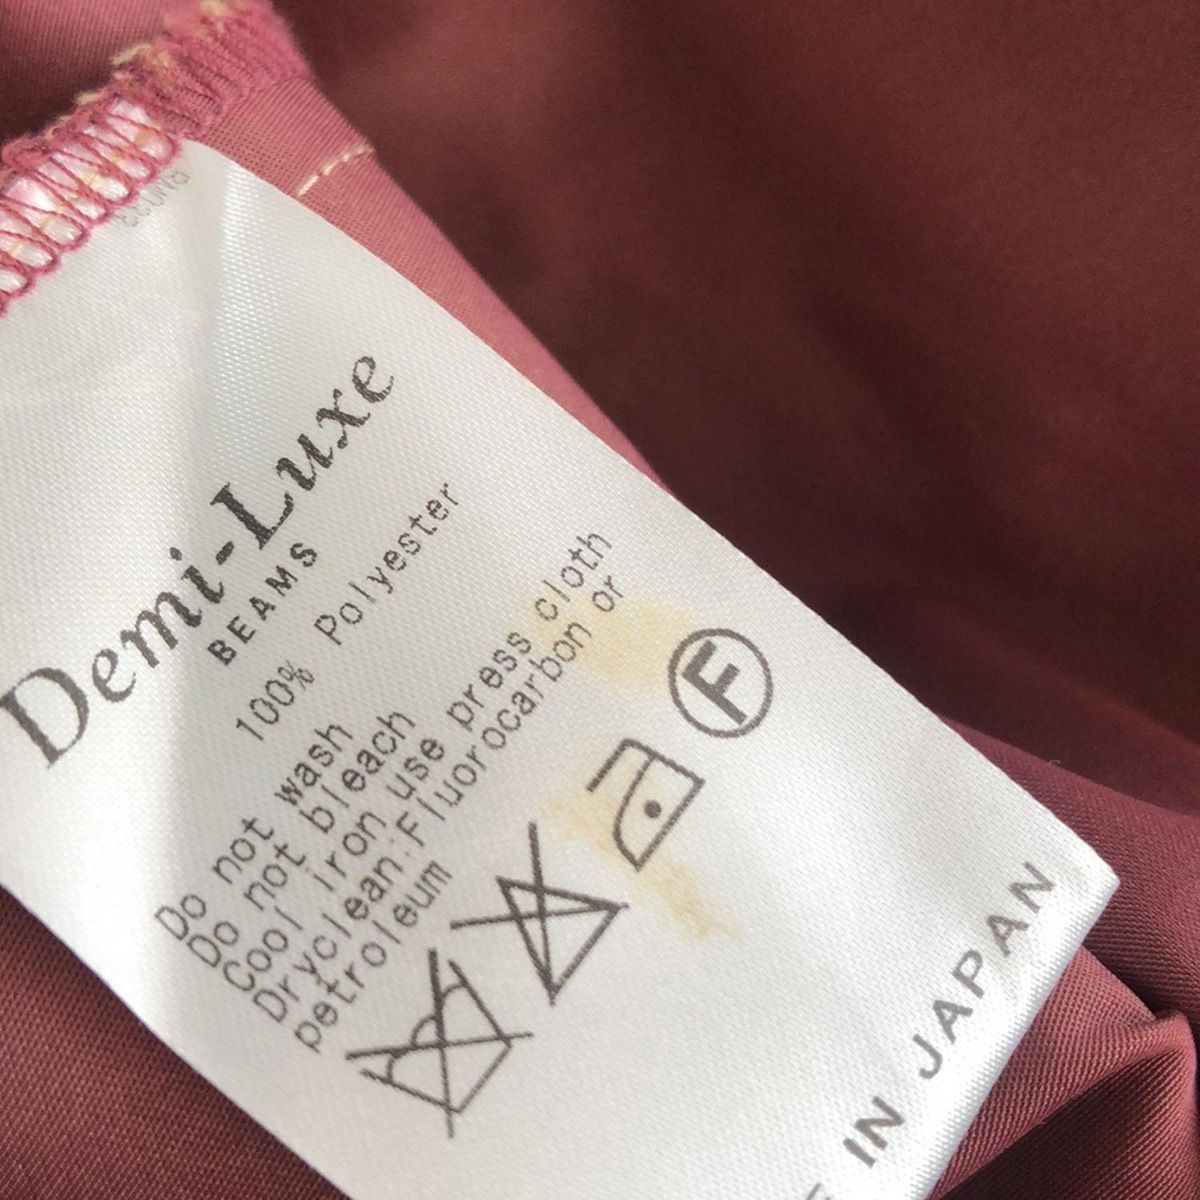 Demi-Luxe
BEAMS
100% Polyester
Do not wash
Do not bleach
Cool iron use press cloth
Dryclean:Fluorocarbon or
petroleum
F
IN JAPAN